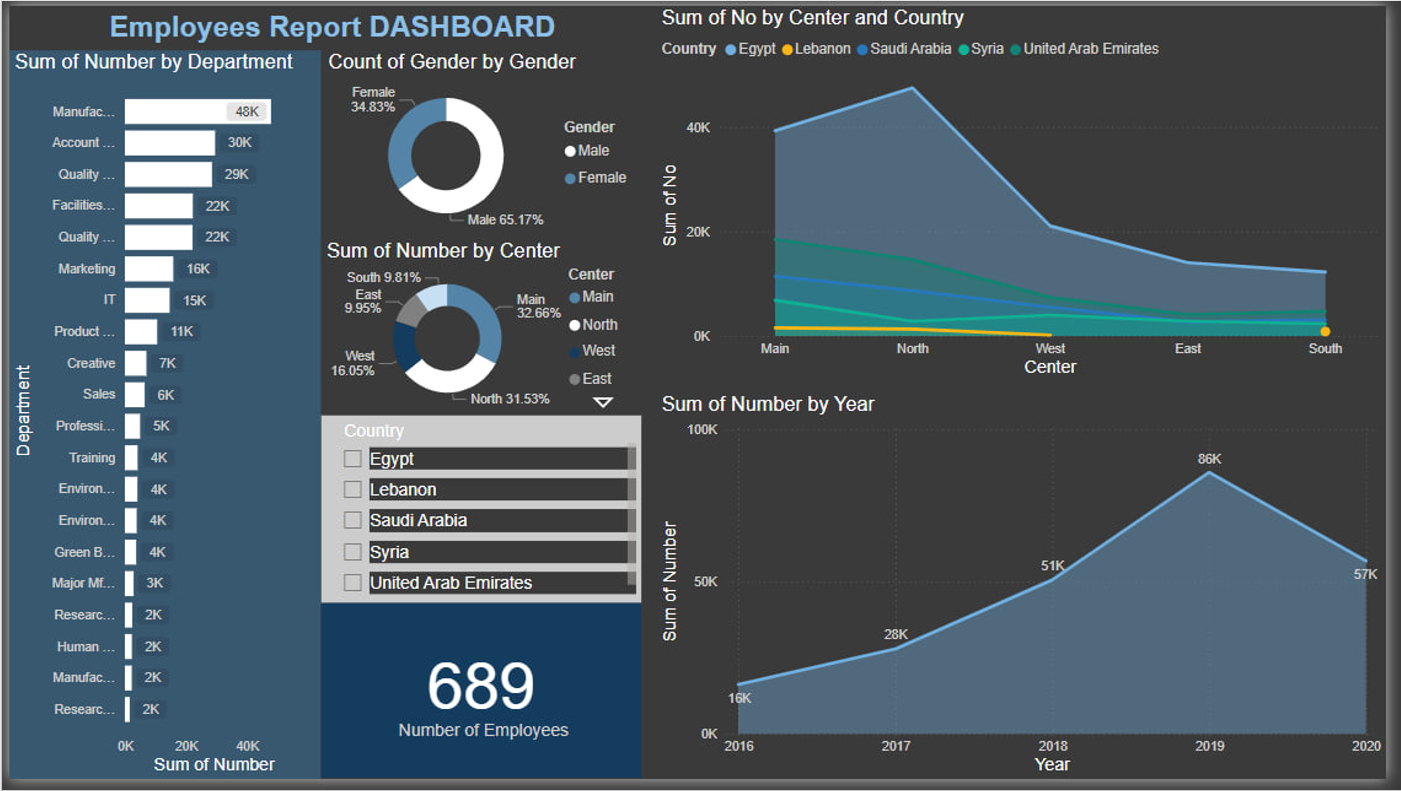 Employees Report DASHBOARD
Sum of Number by Department
Department
Manufac... 48K
Account ... 30K
Quality ... 29K
Facilities... 22K
Quality ... 22K
Marketing 16K
IT 15K
Product ... 11K
Creative 7K
Sales 6K
Professi... 5K
Training 4K
Environ... 4K
Environ... 4K
Green B... 4K
Major Mf... 3K
Researc... 2K
Human ... 2K
Manufac... 2K
Researc... 2K
0K 20K 40K
Sum of Number
Count of Gender by Gender
Female
34.83%
Male 65.17%
Gender
Male
Female
Sum of Number by Center
South 9.81%
East
9.95%
West
16.05%
Main
32.66%
North 31.53%
Center
Main
North
West
East
Country
Egypt
Lebanon
Saudi Arabia
Syria
United Arab Emirates
689
Number of Employees
Sum of No by Center and Country
Country Egypt Lebanon Saudi Arabia Syria United Arab Emirates
Sum of No
40K
20K
0K
Main North West East South
Center
Sum of Number by Year
Sum of Number
100K
50K
0K
16K
28K
51K
86K
57K
2016 2017 2018 2019 2020
Year